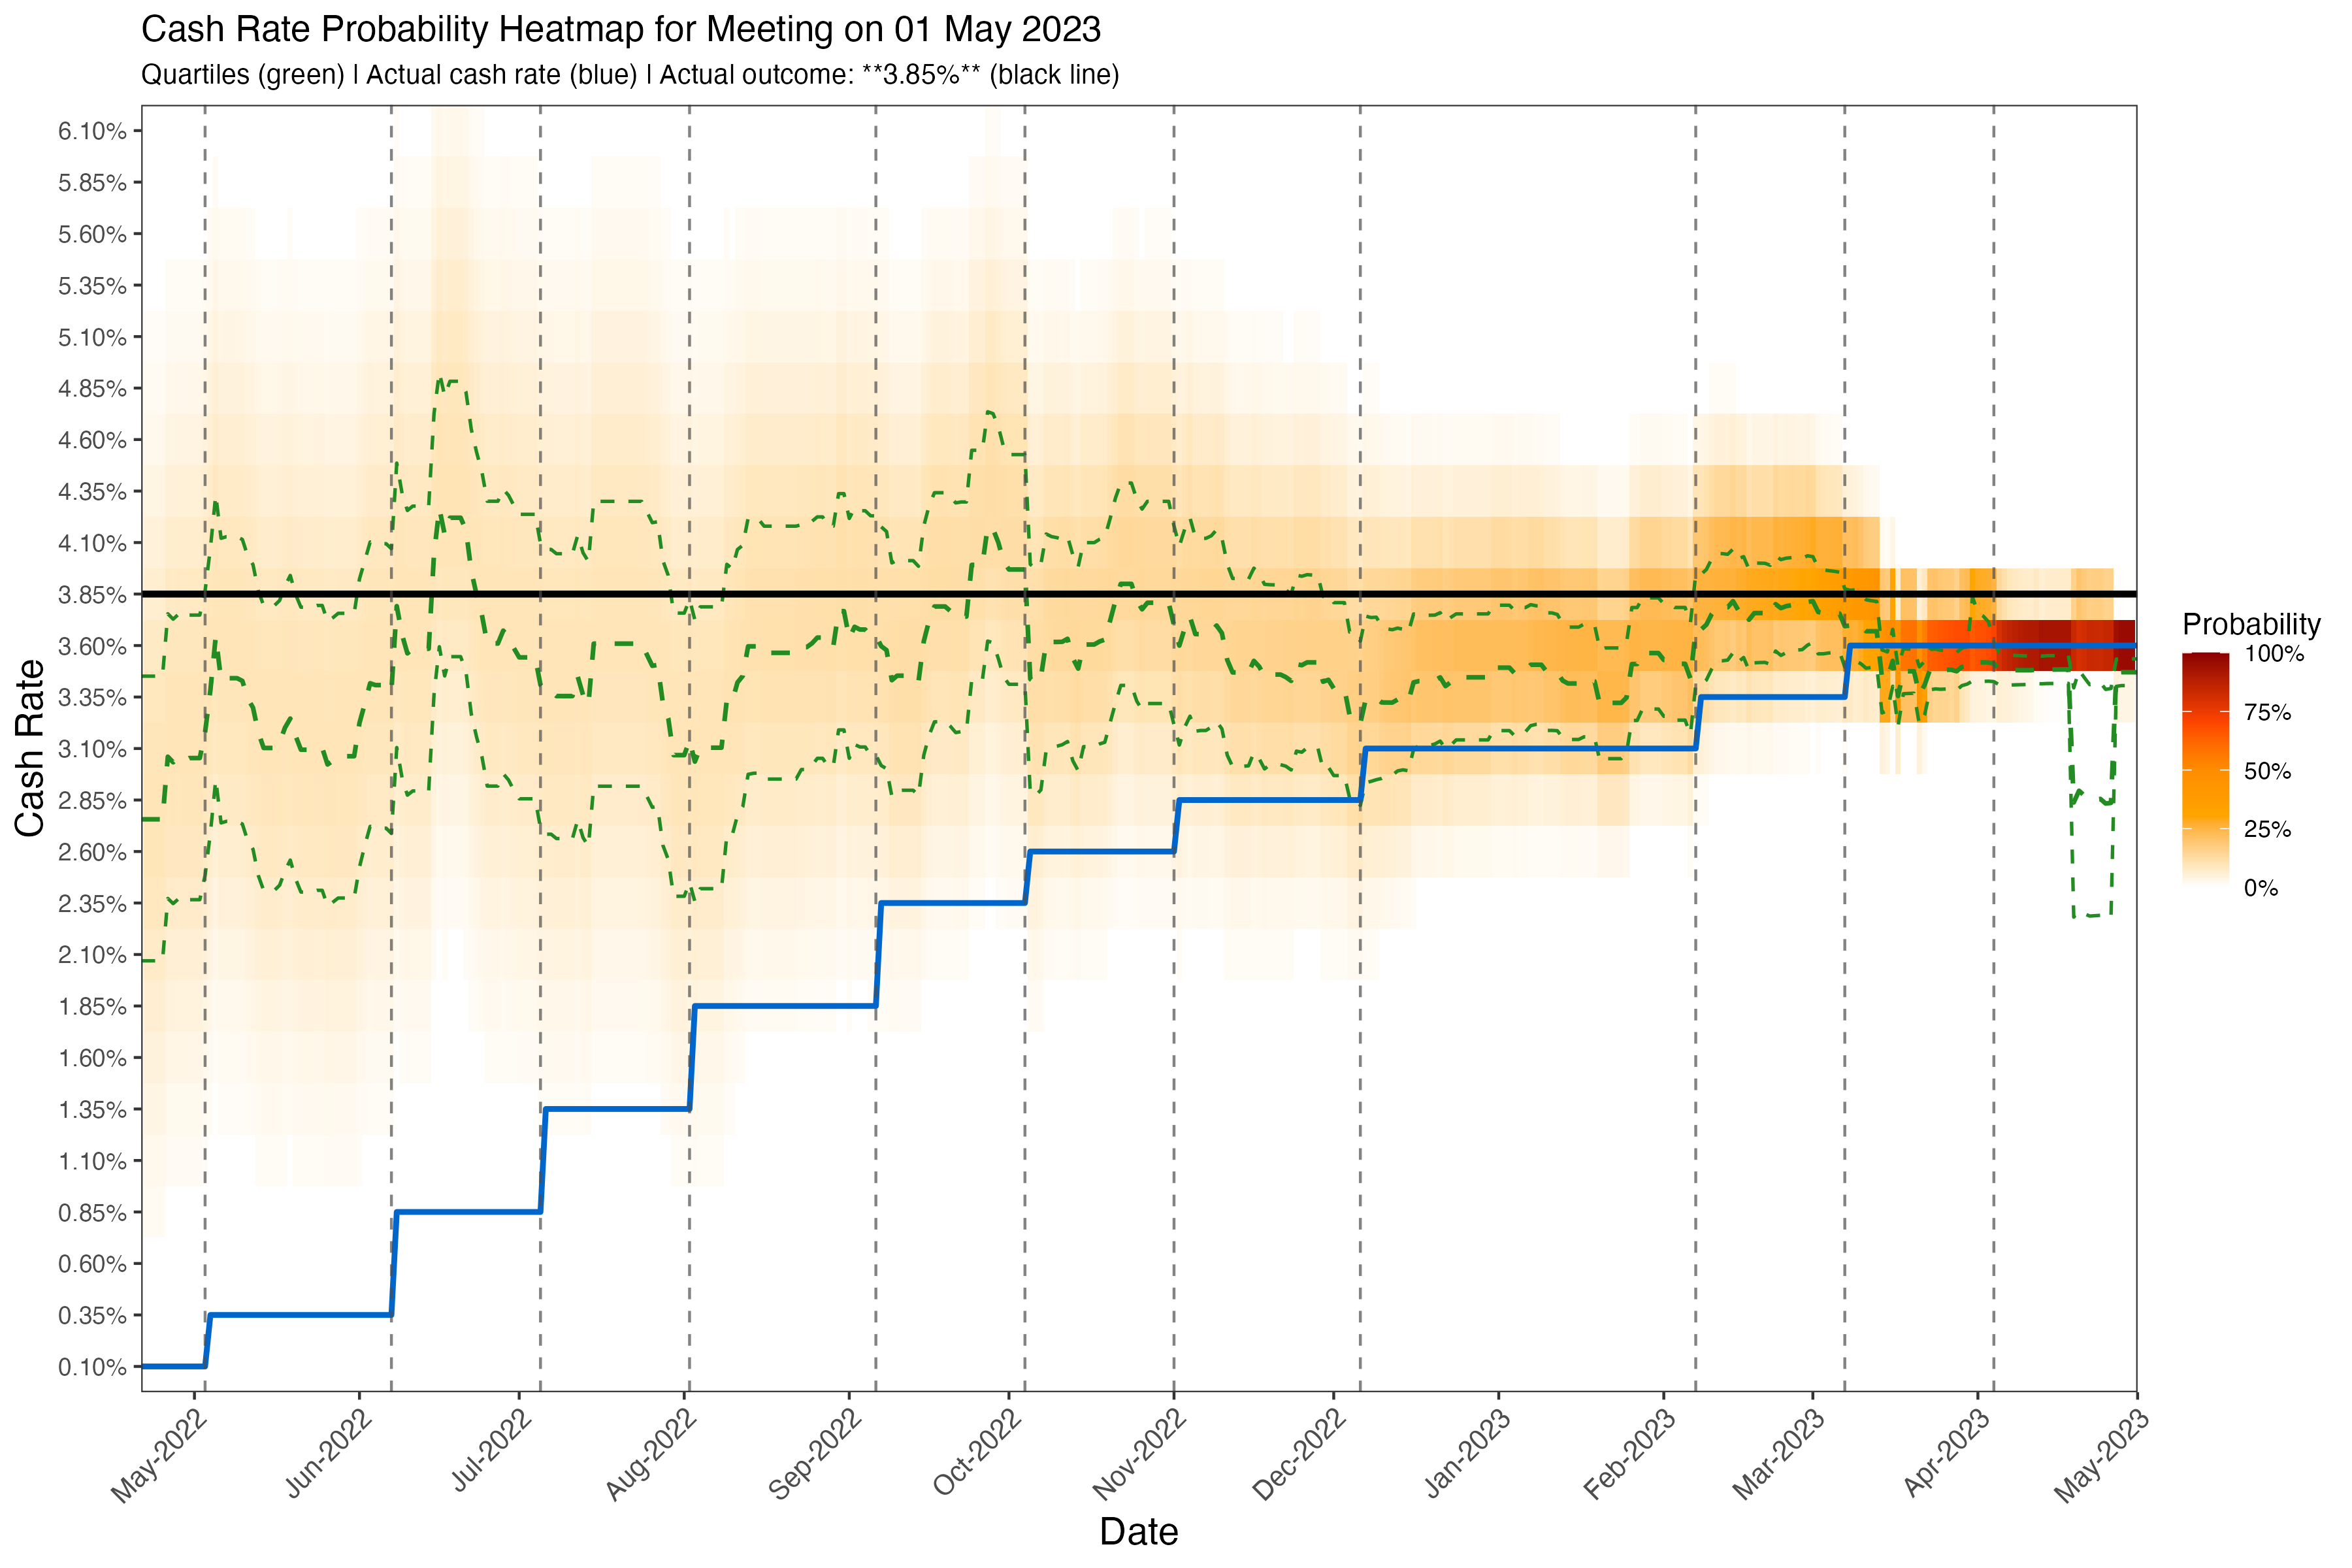 Cash Rate Probability Heatmap for Meeting on 01 May 2023
Quartiles (green) | Actual cash rate (blue) | Actual outcome: **3.85%** (black line)
Cash Rate
6.10%
5.85%
5.60%
5.35%
5.10%
4.85%
4.60%
4.35%
4.10%
3.85%
3.60%
3.35%
3.10%
2.85%
2.60%
2.35%
2.10%
1.85%
1.60%
1.35%
1.10%
0.85%
0.60%
0.35%
0.10%
May-2022
Jun-2022
Jul-2022
Aug-2022
Sep-2022
Oct-2022
Nov-2022
Dec-2022
Jan-2023
Feb-2023
Mar-2023
Apr-2023
May-2023
Date
Probability
100%
75%
50%
25%
0%